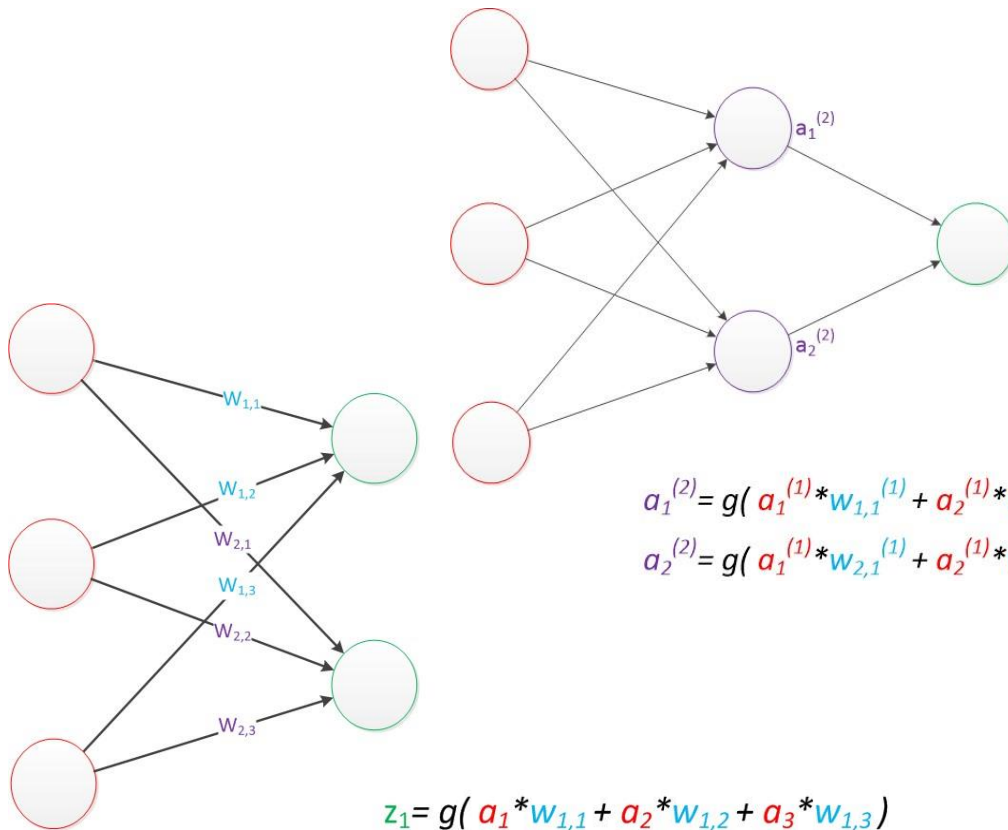 a₁⁽²⁾
a₂⁽²⁾
W₁,₁
W₁,₂
W₂,₁
W₁,₃
W₂,₂
W₂,₃
a₁⁽²⁾= g( a₁⁽¹⁾*w₁,₁⁽¹⁾ + a₂⁽¹⁾*
a₂⁽²⁾= g( a₁⁽¹⁾*w₂,₁⁽¹⁾ + a₂⁽¹⁾*
z₁= g( a₁*w₁,₁ + a₂*w₁,₂ + a₃*w₁,₃ )